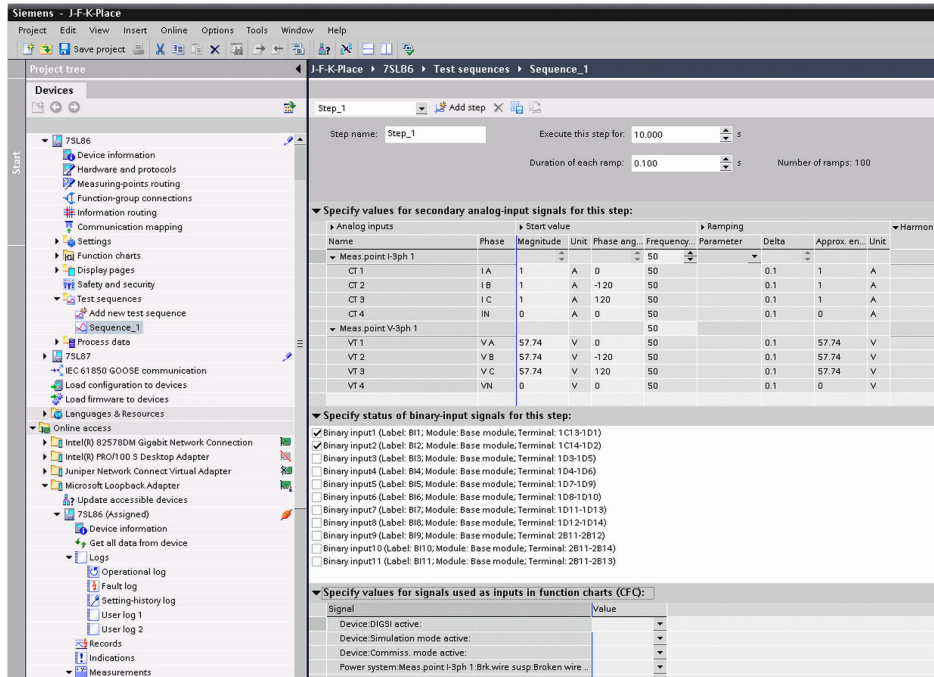 Siemens - J-F-K-Place
Project Edit View Insert Online Options Tools Window Help
Save project
Project tree
J-F-K-Place 7SL86 Test sequences Sequence_1
Devices
Start
Step_1 Add step
Step name: Step_1 Execute this step for: 10.000 s
Duration of each ramp: 0.100 s Number of ramps: 100
7SL86
Device information
Hardware and protocols
Measuring-points routing
Function-group connections
Information routing
Communication mapping
Settings
Function charts
Display pages
Safety and security
Test sequences
Add new test sequence
Sequence_1
Process data
7SL87
IEC 61850 GOOSE communication
Load configuration to devices
Load firmware to devices
Languages & Resources
Online access
Intel(R) 82578DM Gigabit Network Connection
Intel(R) PRO/100 S Desktop Adapter
Juniper Network Connect Virtual Adapter
Microsoft Loopback Adapter
Update accessible devices
7SL86 (Assigned)
Device information
Get all data from device
Logs
Operational log
Fault log
Setting-history log
User log 1
User log 2
Records
Indications
Measurements
Specify values for secondary analog-input signals for this step:
Analog inputs Start value Ramping Harmon
Name Phase Magnitude Unit Phase ang... Frequency... Parameter Delta Approx. en... Unit
Meas.point I-3ph 1 50
CT 1 I A 1 A 0 50 0.1 1 A
CT 2 I B 1 A -120 50 0.1 1 A
CT 3 I C 1 A 120 50 0.1 1 A
CT 4 IN 0 A 0 50 0.1 0 A
Meas.point V-3ph 1 50
VT 1 V A 57.74 V 0 50 0.1 57.74 V
VT 2 V B 57.74 V -120 50 0.1 57.74 V
VT 3 V C 57.74 V 120 50 0.1 57.74 V
VT 4 VN 0 V 0 50 0.1 0 V
Specify status of binary-input signals for this step:
Binary input1 (Label: BI1; Module: Base module; Terminal: 1C13-1D1)
Binary input2 (Label: BI2; Module: Base module; Terminal: 1C14-1D2)
Binary input3 (Label: BI3; Module: Base module; Terminal: 1D3-1D5)
Binary input4 (Label: BI4; Module: Base module; Terminal: 1D4-1D6)
Binary input5 (Label: BI5; Module: Base module; Terminal: 1D7-1D9)
Binary input6 (Label: BI6; Module: Base module; Terminal: 1D8-1D10)
Binary input7 (Label: BI7; Module: Base module; Terminal: 1D11-1D13)
Binary input8 (Label: BI8; Module: Base module; Terminal: 1D12-1D14)
Binary input9 (Label: BI9; Module: Base module; Terminal: 2B11-2B12)
Binary input10 (Label: BI10; Module: Base module; Terminal: 2B11-2B14)
Binary input11 (Label: BI11; Module: Base module; Terminal: 2B11-2B13)
Specify values for signals used as inputs in function charts (CFC):
Signal Value
Device:DIGSI active:
Device:Simulation mode active:
Device:Commiss. mode active:
Power system:Meas.point I-3ph 1:Brk.wire susp:Broken wire ..